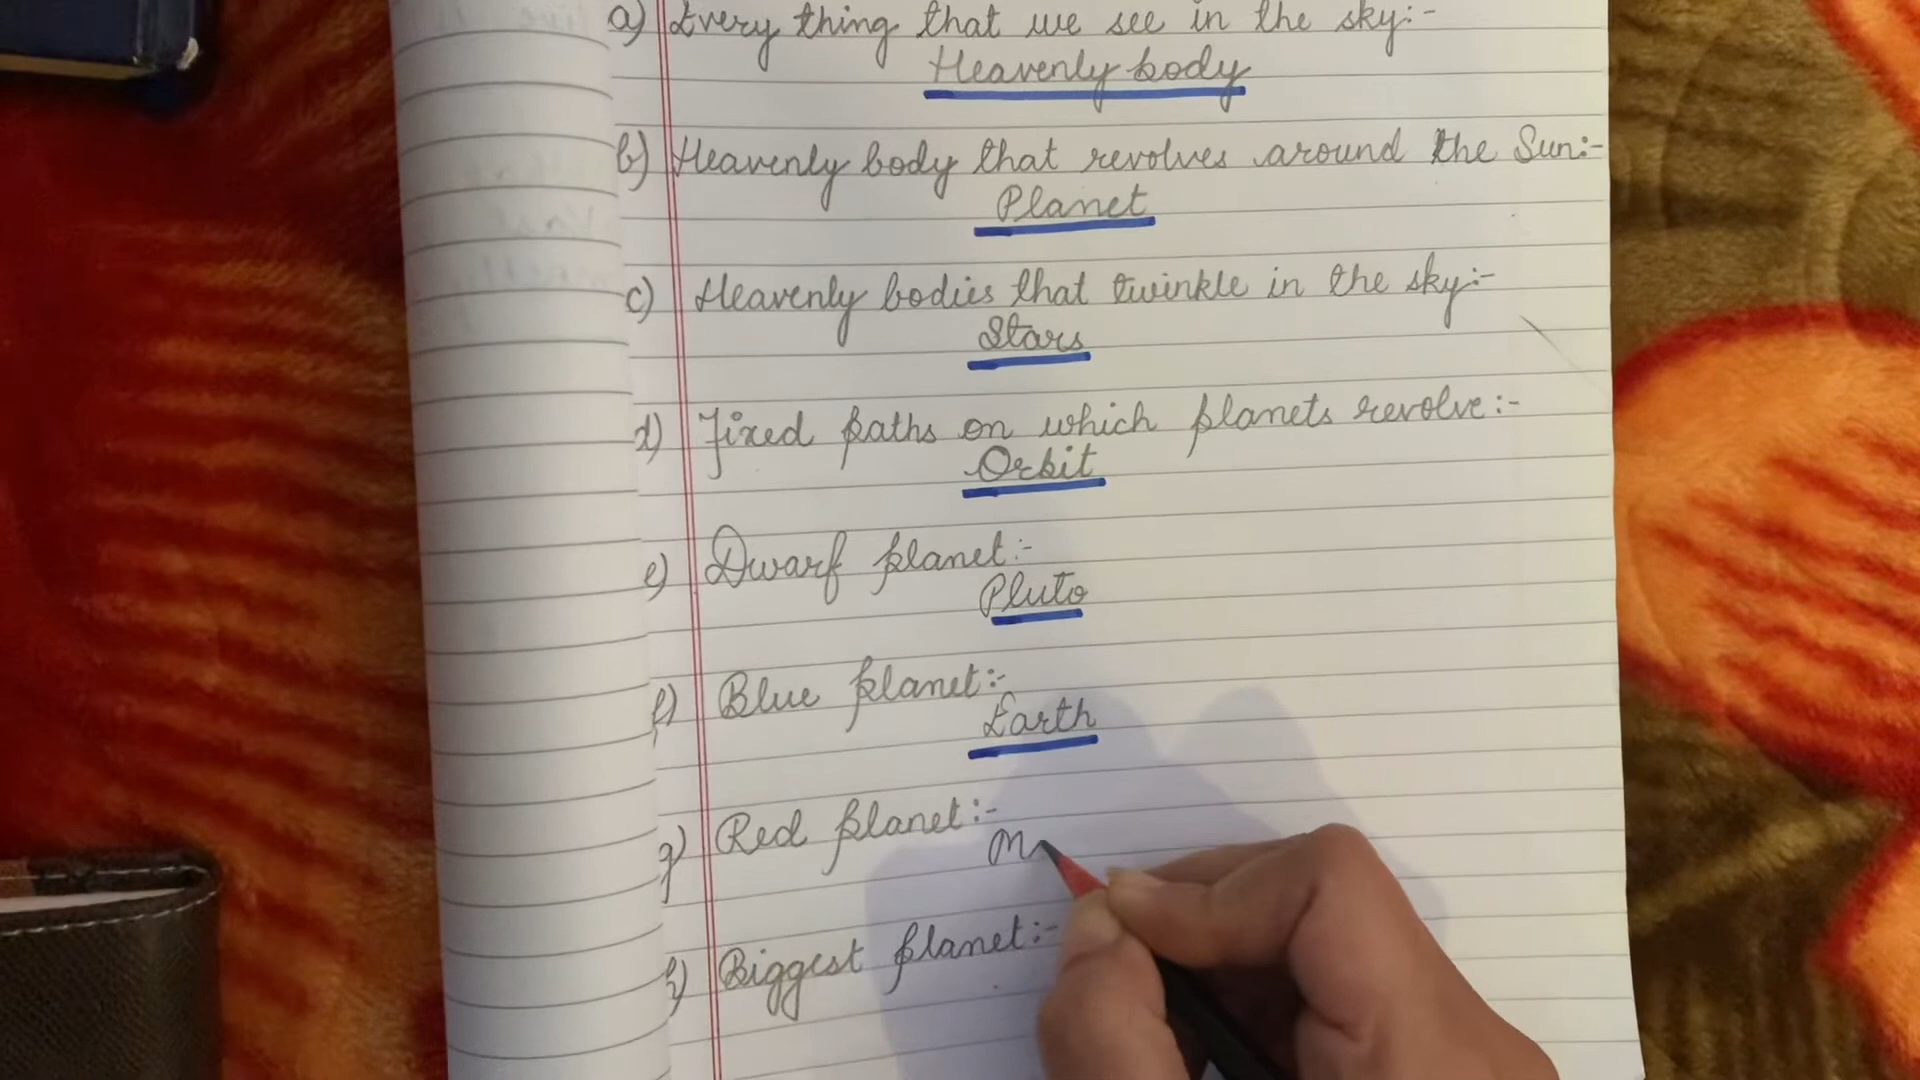 a) Every thing that we see in the sky:-
Heavenly body
b) Heavenly body that revolves around the Sun:-
Planet
c) Heavenly bodies that twinkle in the sky:-
Stars
d) Fixed paths on which planets revolve:-
Orbit
e) Dwarf planet:-
Pluto
f) Blue planet:-
Earth
g) Red planet:-
M
h) Biggest planet:-